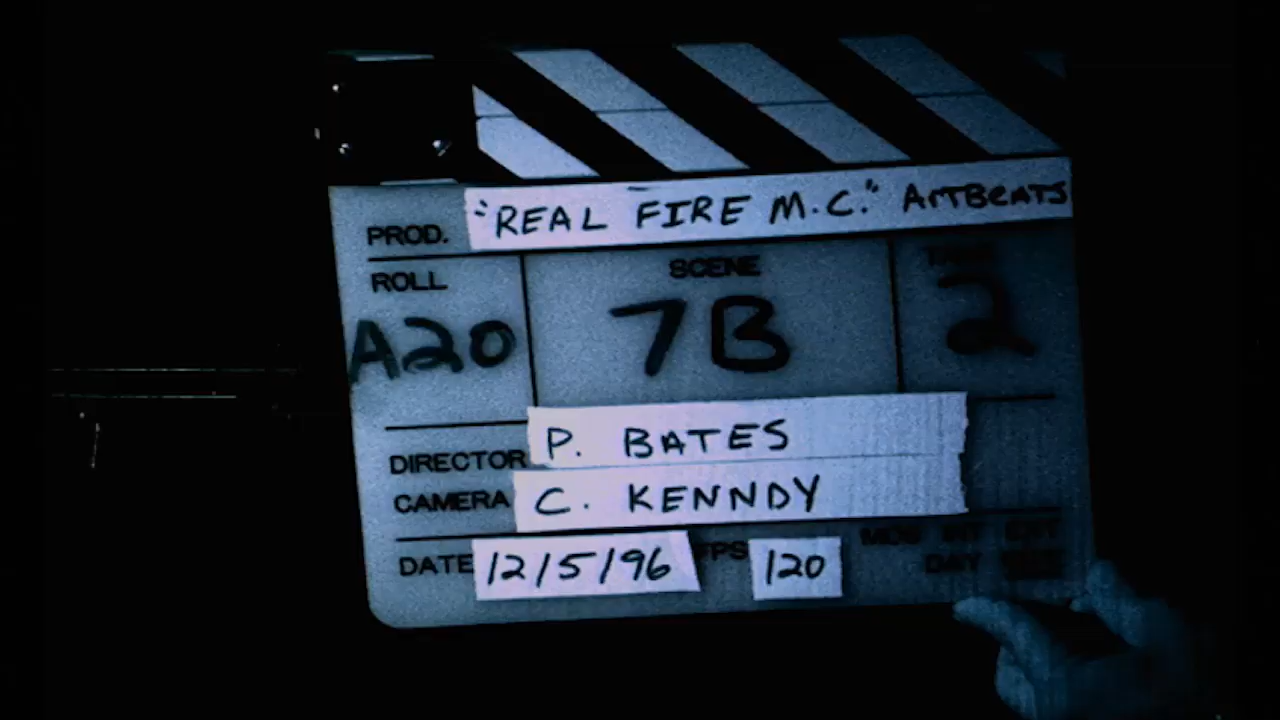 PROD. "REAL FIRE M.C." ARTBEATS
ROLL SCENE
A20 7B 2
DIRECTOR P. BATES
CAMERA C. KENNDY
DATE 12/5/96 FPS 120
DAY